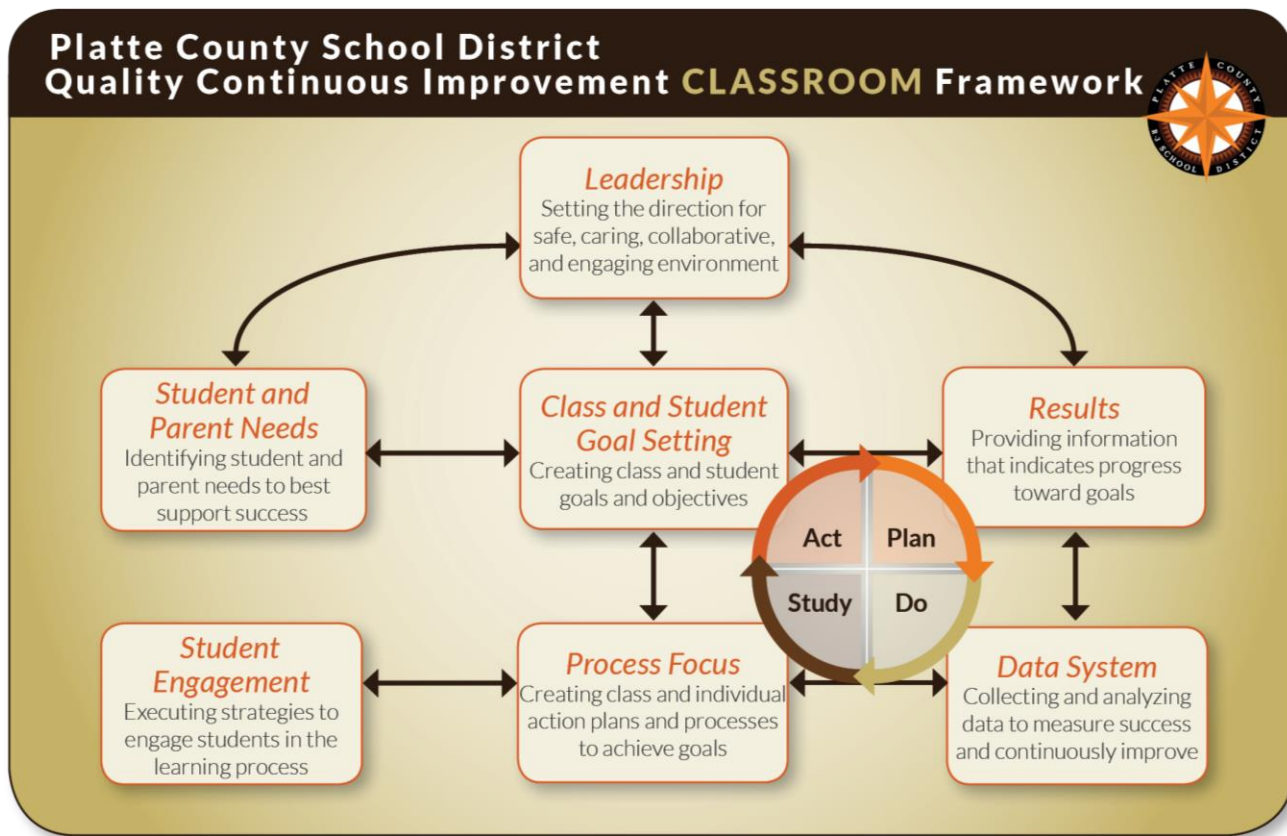 Platte County School District
Quality Continuous Improvement CLASSROOM Framework
PLATTE COUNTY
R-3 SCHOOL DISTRICT
Leadership
Setting the direction for
safe, caring, collaborative,
and engaging environment
Student and
Parent Needs
Identifying student and
parent needs to best
support success
Class and Student
Goal Setting
Creating class and student
goals and objectives
Results
Providing information
that indicates progress
toward goals
Act
Plan
Study
Do
Student
Engagement
Executing strategies to
engage students in the
learning process
Process Focus
Creating class and individual
action plans and processes
to achieve goals
Data System
Collecting and analyzing
data to measure success
and continuously improve